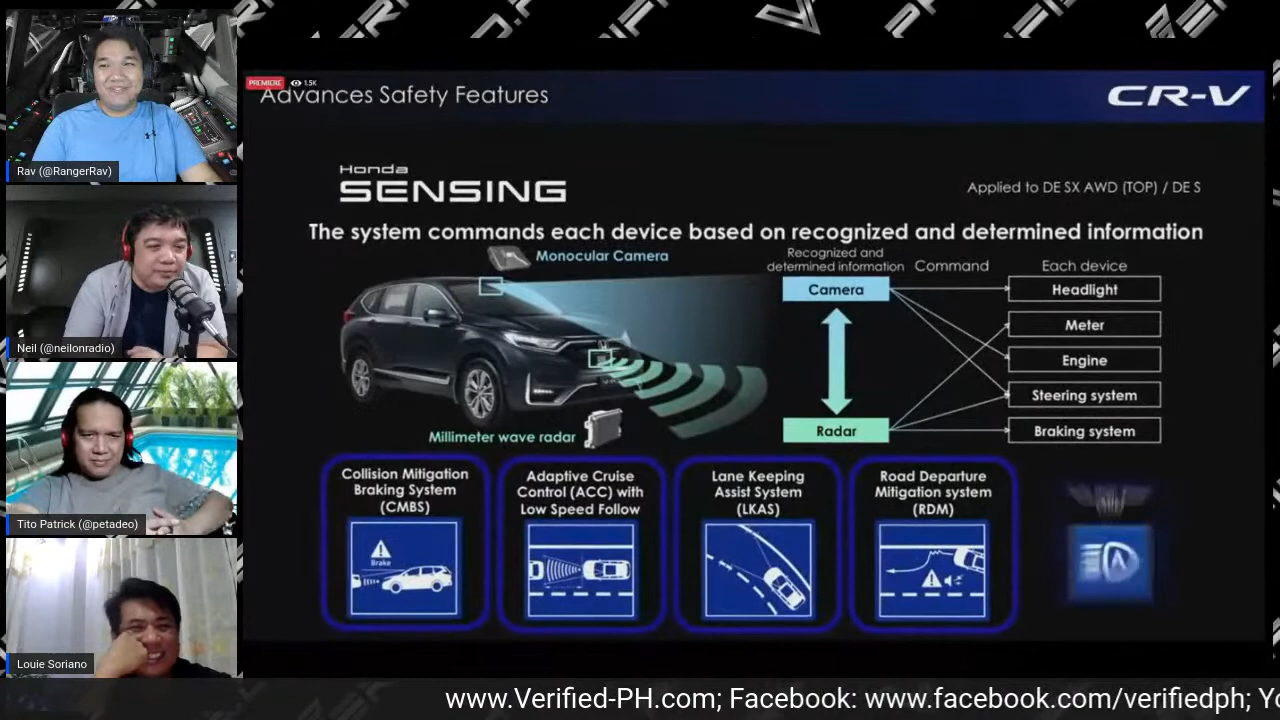 PREMIERE 1.5K
Advances Safety Features
CR-V
Honda
SENSING
Applied to DE SX AWD (TOP) / DE S
The system commands each device based on recognized and determined information
Monocular Camera
Millimeter wave radar
Recognized and
determined information
Command
Each device
Camera
Radar
Headlight
Meter
Engine
Steering system
Braking system
Collision Mitigation
Braking System
(CMBS)
Brake
Adaptive Cruise
Control (ACC) with
Low Speed Follow
Lane Keeping
Assist System
(LKAS)
Road Departure
Mitigation system
(RDM)
A
Rav (@RangerRav)
Neil (@neilonradio)
Tito Patrick (@petadeo)
Louie Soriano
www.Verified-PH.com; Facebook: www.facebook.com/verifiedph; Yo